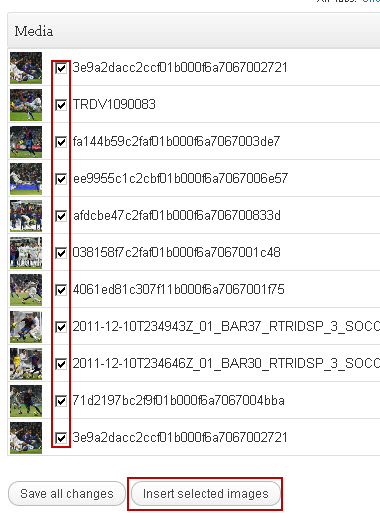 Media
3e9a2dacc2ccf01b000f6a7067002721
TRDV1090083
fa144b59c2faf01b000f6a7067003de7
ee9955c1c2cbf01b000f6a7067006e57
afdcbe47c2faf01b000f6a706700833d
038158f7c2faf01b000f6a7067001c48
4061ed81c307f11b000f6a7067001f75
2011-12-10T234943Z_01_BAR37_RTRIDSP_3_SOCC
2011-12-10T234646Z_01_BAR30_RTRIDSP_3_SOCC
71d2197bc2f9f01b000f6a7067004bba
3e9a2dacc2ccf01b000f6a7067002721
Save all changes
Insert selected images